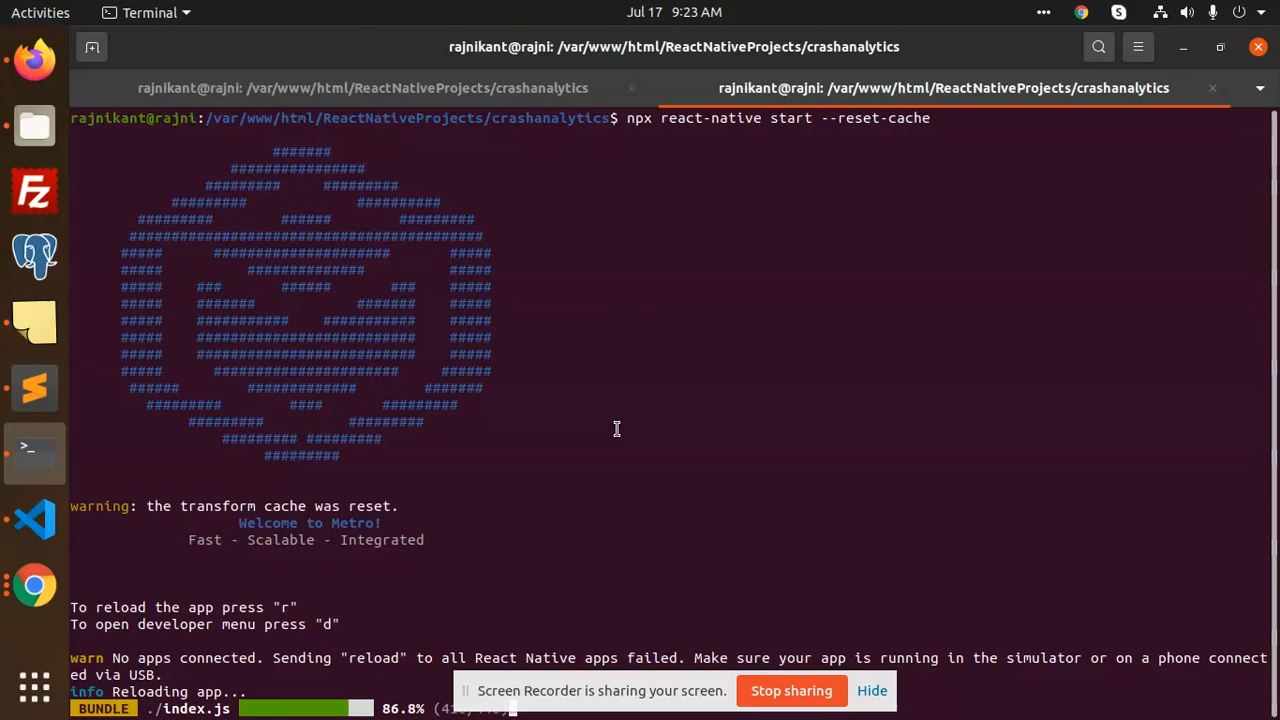 Activities
Terminal
Jul 17 9:23 AM
rajnikant@rajni: /var/www/html/ReactNativeProjects/crashanalytics
rajnikant@rajni: /var/www/html/ReactNativeProjects/crashanalytics
rajnikant@rajni: /var/www/html/ReactNativeProjects/crashanalytics
rajnikant@rajni:/var/www/html/ReactNativeProjects/crashanalytics$ npx react-native start --reset-cache
warning: the transform cache was reset.
Welcome to Metro!
Fast - Scalable - Integrated
To reload the app press "r"
To open developer menu press "d"
warn No apps connected. Sending "reload" to all React Native apps failed. Make sure your app is running in the simulator or on a phone connect
ed via USB.
info Reloading app...
Screen Recorder is sharing your screen. Stop sharing Hide
BUNDLE ./index.js 86.8%